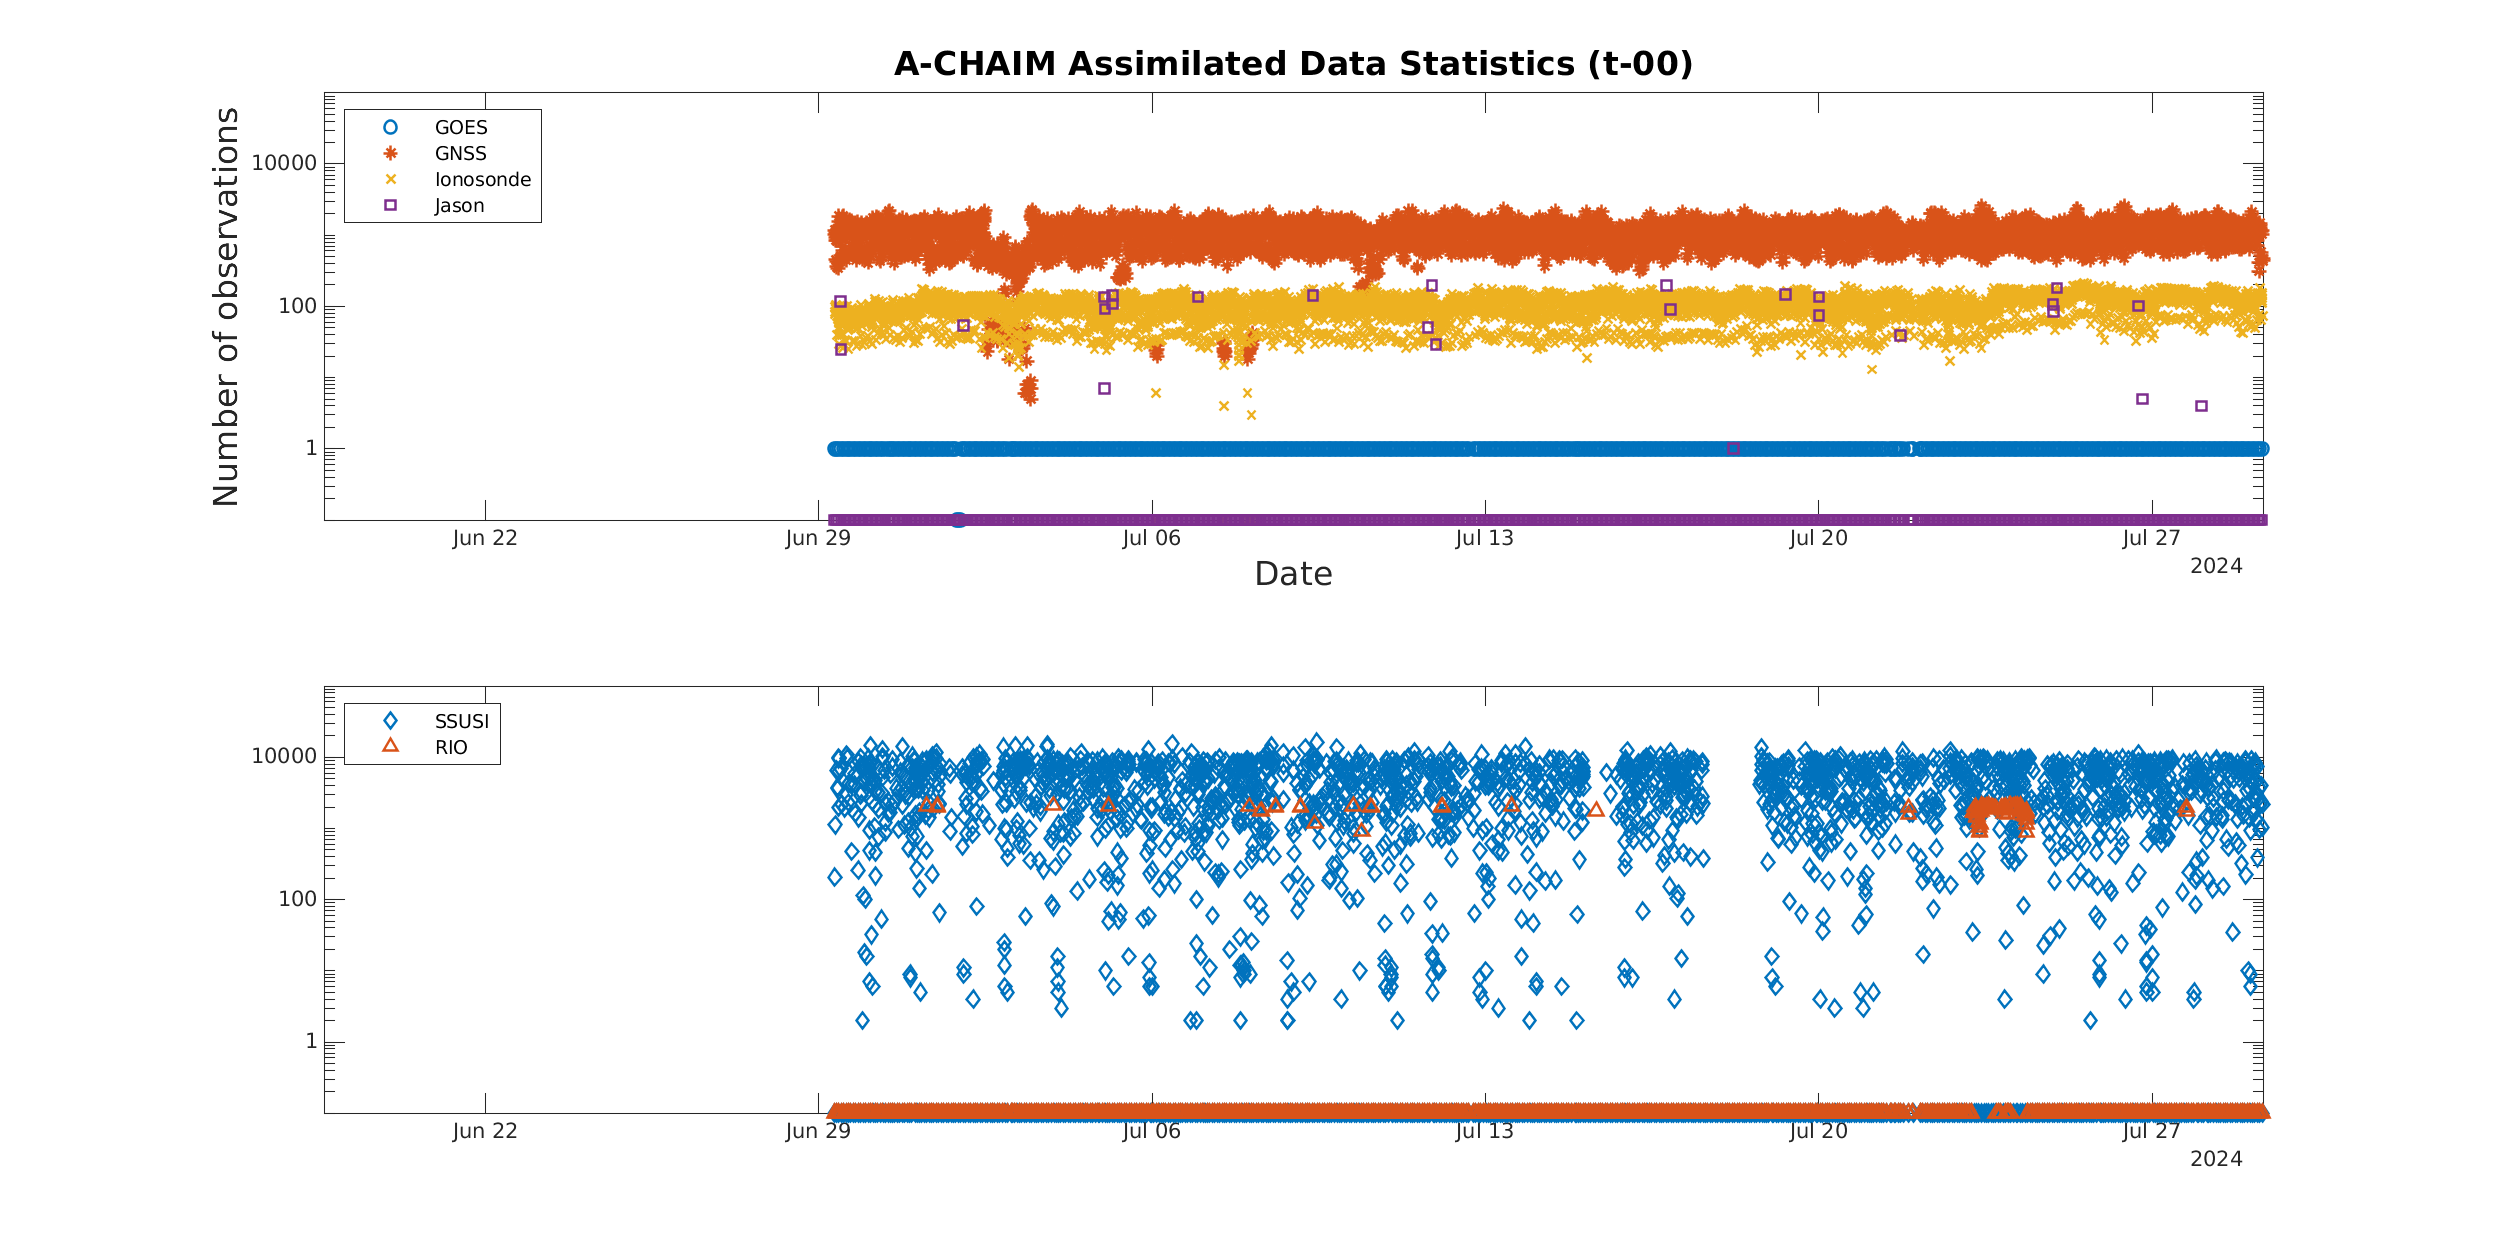 A-CHAIM Assimilated Data Statistics (t-00)
Number of observations
10000
100
1
GOES
GNSS
Ionosonde
Jason
Jun 22
Jun 29
Jul 06
Jul 13
Jul 20
Jul 27
2024
Date
10000
100
1
SSUSI
RIO
Jun 22
Jun 29
Jul 06
Jul 13
Jul 20
Jul 27
2024